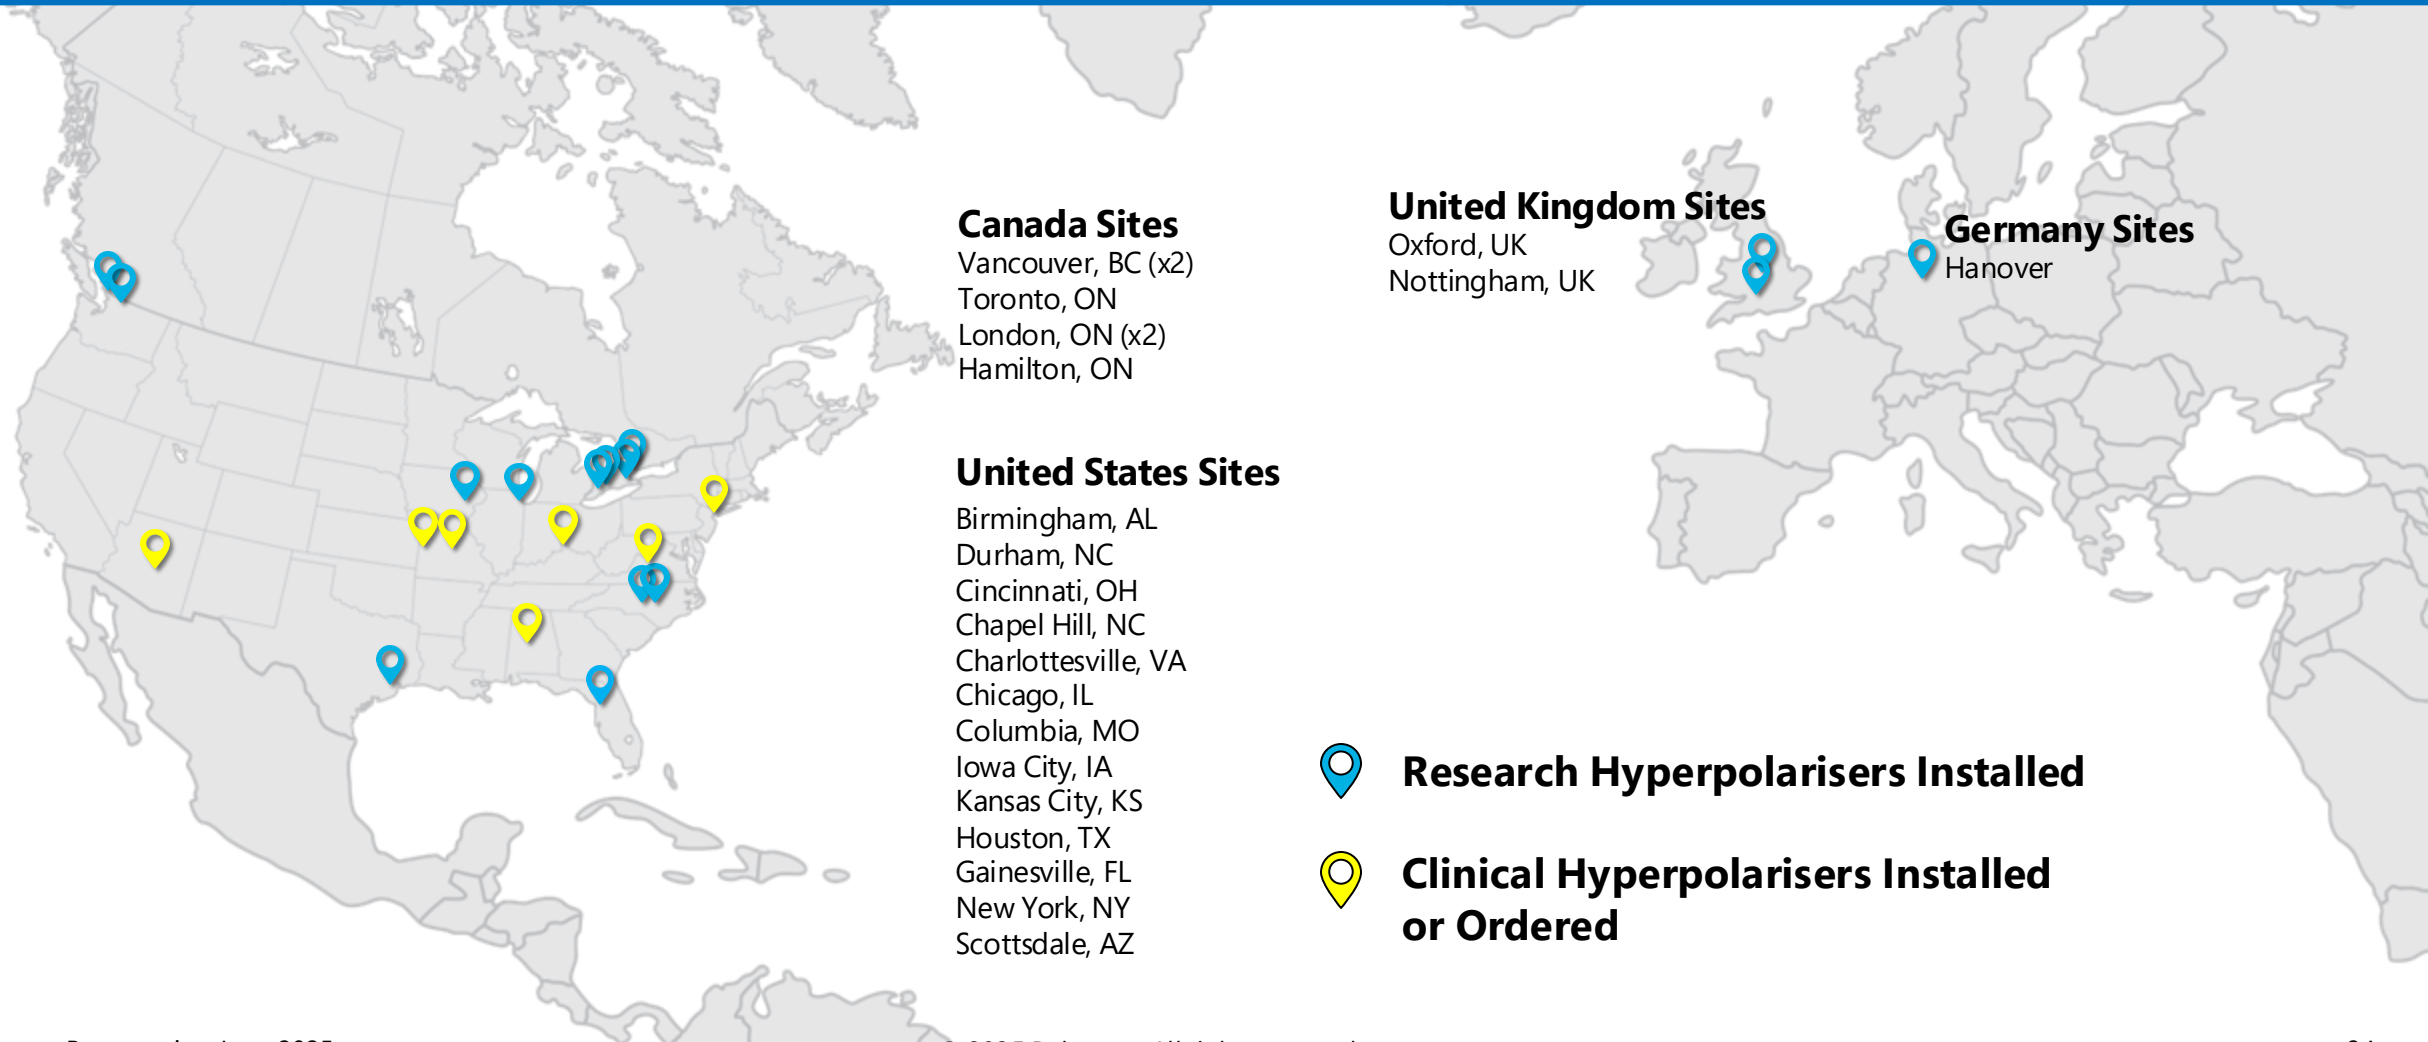 Canada Sites
Vancouver, BC (x2)
Toronto, ON
London, ON (x2)
Hamilton, ON
United Kingdom Sites
Oxford, UK
Nottingham, UK
Germany Sites
Hanover
United States Sites
Birmingham, AL
Durham, NC
Cincinnati, OH
Chapel Hill, NC
Charlottesville, VA
Chicago, IL
Columbia, MO
Iowa City, IA
Kansas City, KS
Houston, TX
Gainesville, FL
New York, NY
Scottsdale, AZ
Research Hyperpolarisers Installed
Clinical Hyperpolarisers Installed
or Ordered